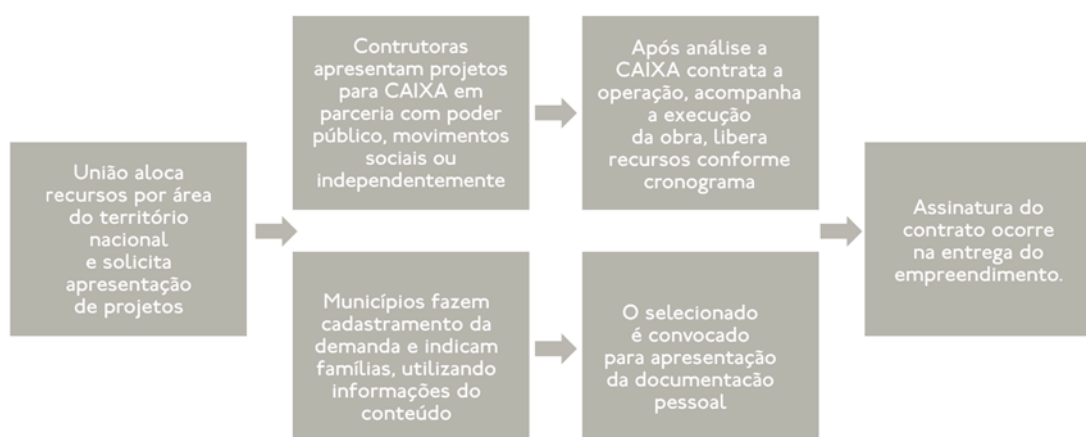 União aloca
recursos por área
do território
nacional
e solicita
apresentação
de projetos
Contrutoras
apresentam projetos
para CAIXA em
parceria com poder
público, movimentos
sociais ou
independentemente
Após análise a
CAIXA contrata a
operação, acompanha
a execução
da obra, libera
recursos conforme
cronograma
Municípios fazem
cadastramento da
demanda e indicam
famílias, utilizando
informações do
conteúdo
O selecionado
é convocado
para apresentação
da documentacão
pessoal
Assinatura do
contrato ocorre
na entrega do
empreendimento.